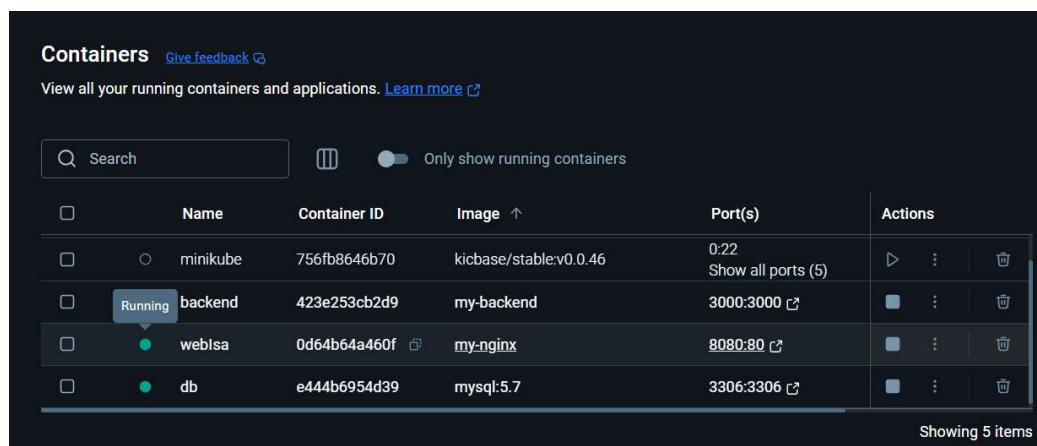 Containers Give feedback
View all your running containers and applications. Learn more
Search
Only show running containers
Name Container ID Image ↑ Port(s) Actions
minikube 756fb8646b70 kicbase/stable:v0.0.46 0:22
Show all ports (5)
Running backend 423e253cb2d9 my-backend 3000:3000
weblsa 0d64b64a460f my-nginx 8080:80
db e444b6954d39 mysql:5.7 3306:3306
Showing 5 items